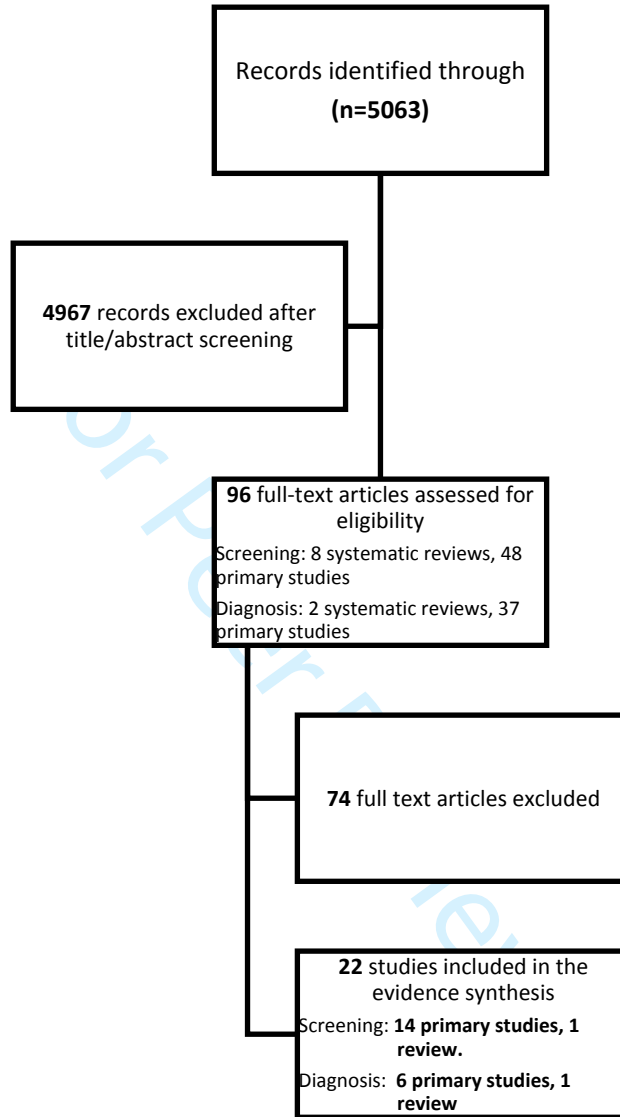 Records identified through
(n=5063)
4967 records excluded after
title/abstract screening
96 full-text articles assessed for
eligibility
Screening: 8 systematic reviews, 48
primary studies
Diagnosis: 2 systematic reviews, 37
primary studies
74 full text articles excluded
22 studies included in the
evidence synthesis
Screening: 14 primary studies, 1
review.
Diagnosis: 6 primary studies, 1
review